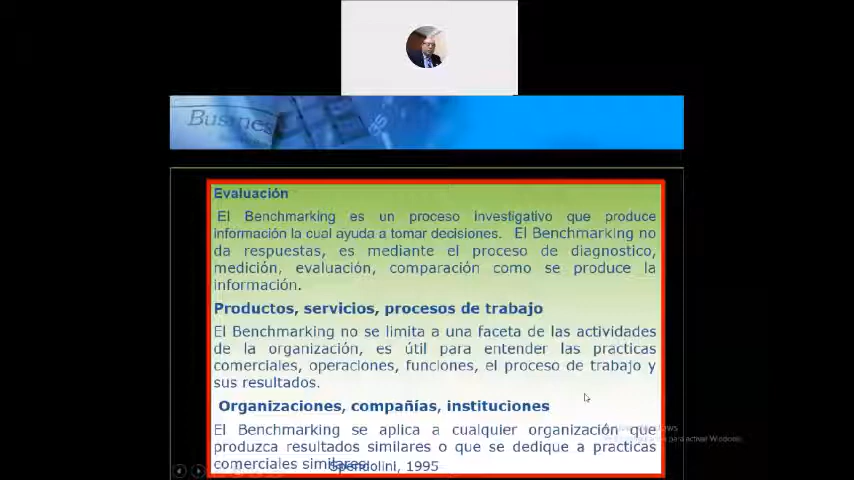 Business
Evaluación
El Benchmarking es un proceso investigativo que produce
información la cual ayuda a tomar decisiones. El Benchmarking no
da respuestas, es mediante el proceso de diagnostico,
medición, evaluación, comparación como se produce la
información.
Productos, servicios, procesos de trabajo
El Benchmarking no se limita a una faceta de las actividades
de la organización, es útil para entender las practicas
comerciales, operaciones, funciones, el proceso de trabajo y
sus resultados.
Organizaciones, compañías, instituciones
El Benchmarking se aplica a cualquier organización que
produzca resultados similares o que se dedique a practicas
comerciales similares
Spendolini, 1995
para activar Windows.